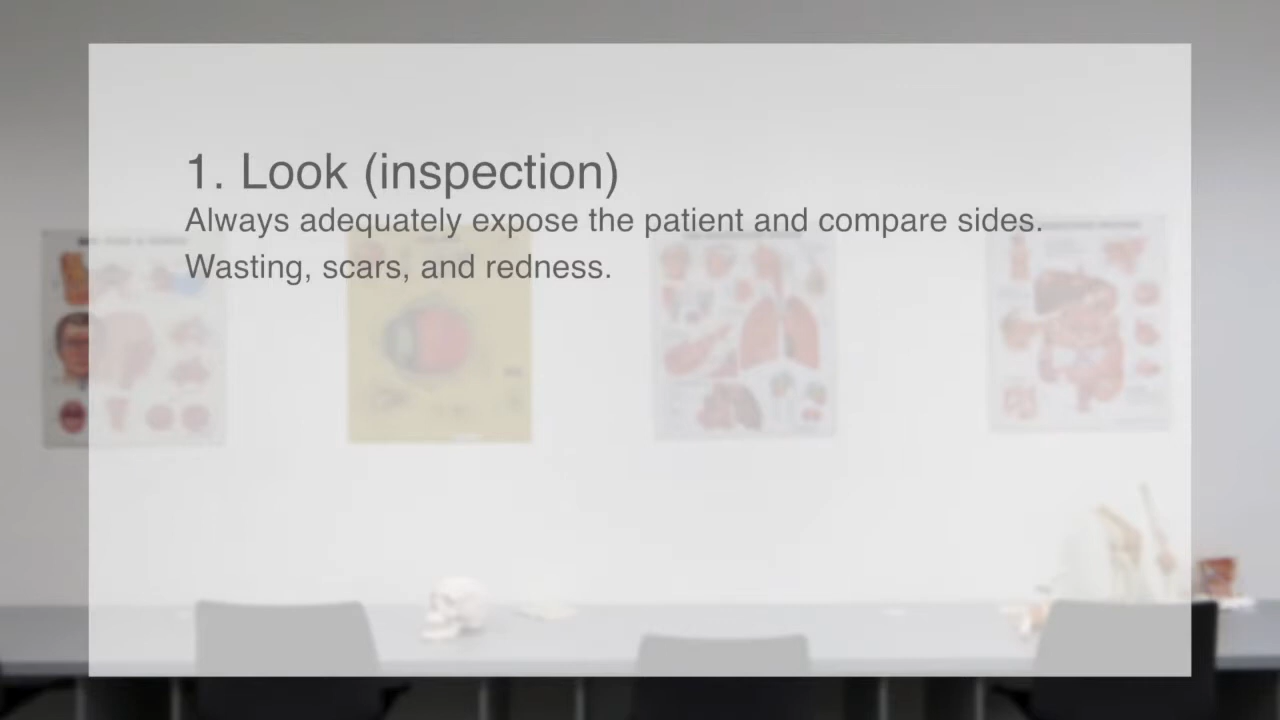 1. Look (inspection)
Always adequately expose the patient and compare sides.
Wasting, scars, and redness.